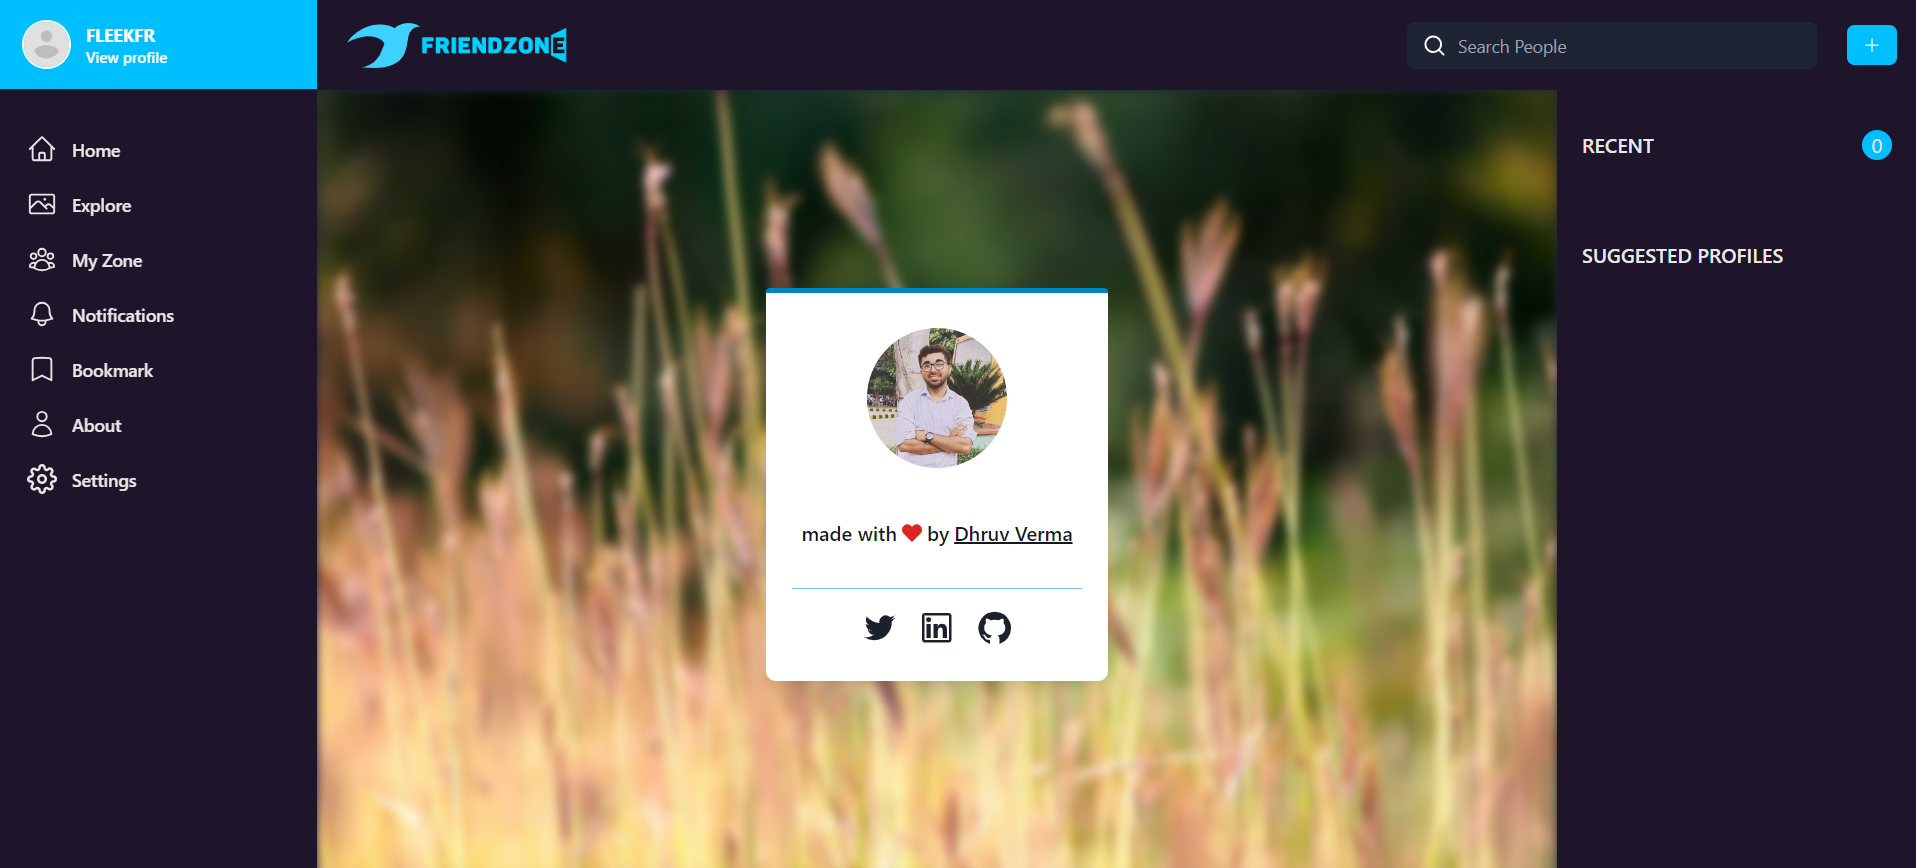 FLEEKFR
View profile
FRIENDZONE
Search People
Home
Explore
My Zone
Notifications
Bookmark
About
Settings
made with ❤ by Dhruv Verma
RECENT
0
SUGGESTED PROFILES